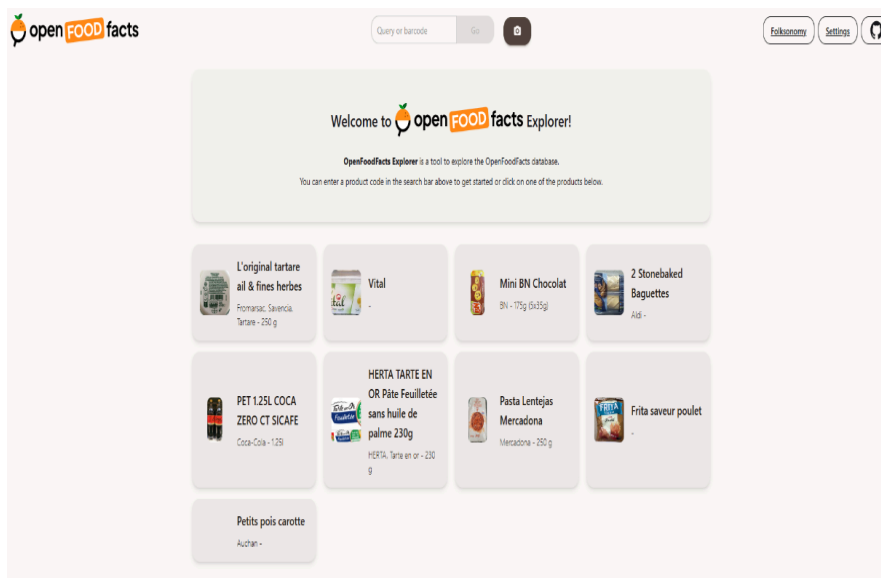 open FOOD facts
Query or barcode
Go
Folksonomy
Settings
Welcome to open FOOD facts Explorer!
OpenFoodFacts Explorer is a tool to explore the OpenFoodFacts database.
You can enter a product code in the search bar above to get started or click on one of the products below.
L'original tartare
ail & fines herbes
Fromarsac, Savencia,
Tartare - 250 g
Vital
-
Mini BN Chocolat
BN - 175g (5x35g)
2 Stonebaked
Baguettes
Aldi -
PET 1.25L COCA
ZERO CT SICAFE
Coca-Cola - 1.25l
HERTA TARTE EN
OR Pâte Feuilletée
sans huile de
palme 230g
HERTA, Tarte en or - 230
g
Pasta Lentejas
Mercadona
Mercadona - 250 g
FRITA
Frita saveur poulet
-
Petits pois carotte
Auchan -